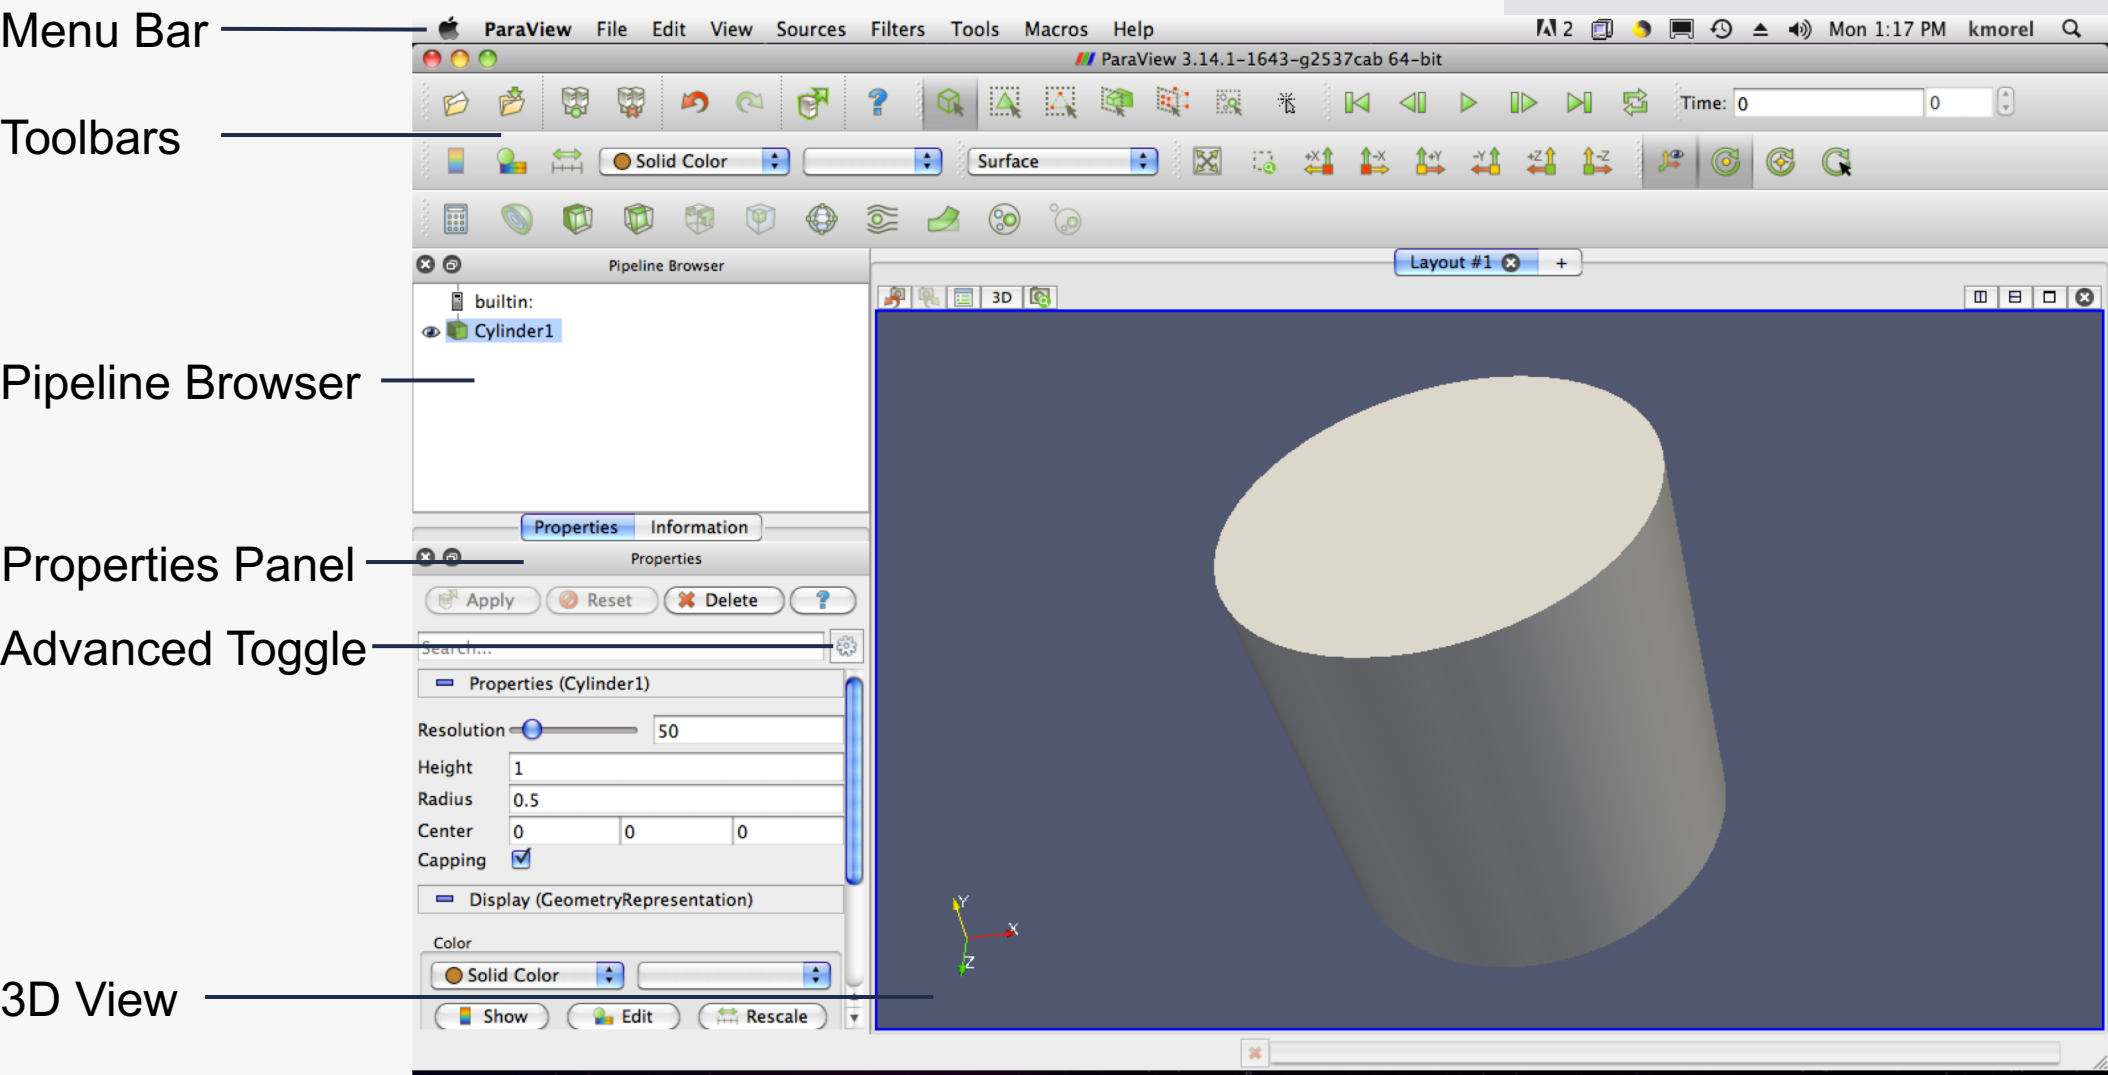 Menu Bar
ParaView File Edit View Sources Filters Tools Macros Help
2 Mon 1:17 PM kmorel
ParaView 3.14.1-1643-g2537cab 64-bit
Toolbars
? Time: 0 0
Solid Color Surface +X -X +Y -Y +Z -Z
Pipeline Browser
Layout #1 +
3D
builtin:
Cylinder1
Pipeline Browser
Properties Information
Properties Panel
Properties
Apply Reset Delete ?
Advanced Toggle
Search...
Properties (Cylinder1)
Resolution 50
Height 1
Radius 0.5
Center 0 0 0
Capping
Display (GeometryRepresentation)
Y
X
Z
Color
Solid Color
3D View
Show Edit Rescale